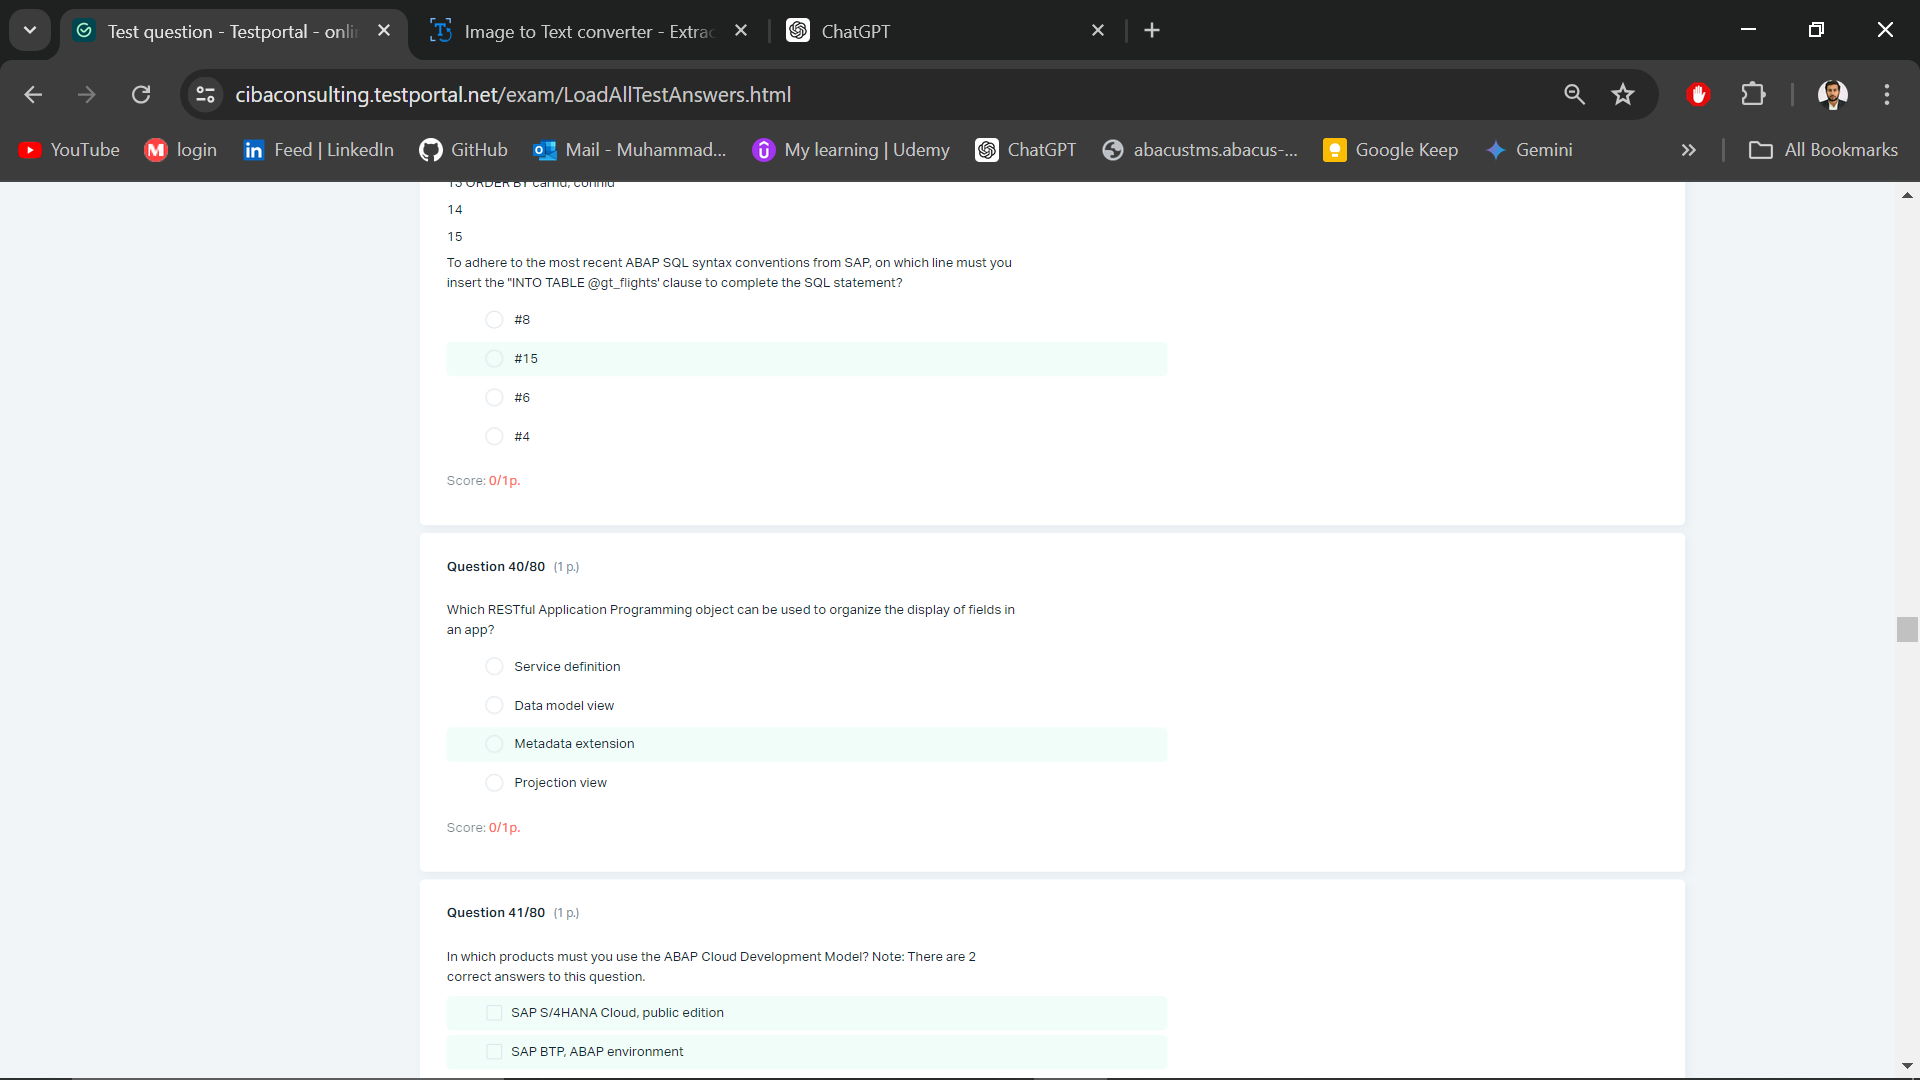 Test question - Testportal - onli
Image to Text converter - Extrac
ChatGPT
cibaconsulting.testportal.net/exam/LoadAllTestAnswers.html
YouTube
login
Feed | LinkedIn
GitHub
Mail - Muhammad...
My learning | Udemy
ChatGPT
abacustms.abacus-...
Google Keep
Gemini
All Bookmarks
13 ORDER BY carrid, connid
14
15
To adhere to the most recent ABAP SQL syntax conventions from SAP, on which line must you
insert the "INTO TABLE @gt_flights' clause to complete the SQL statement?
#8
#15
#6
#4
Score: 0/1p.
Question 40/80 (1 p.)
Which RESTful Application Programming object can be used to organize the display of fields in
an app?
Service definition
Data model view
Metadata extension
Projection view
Score: 0/1p.
Question 41/80 (1 p.)
In which products must you use the ABAP Cloud Development Model? Note: There are 2
correct answers to this question.
SAP S/4HANA Cloud, public edition
SAP BTP, ABAP environment